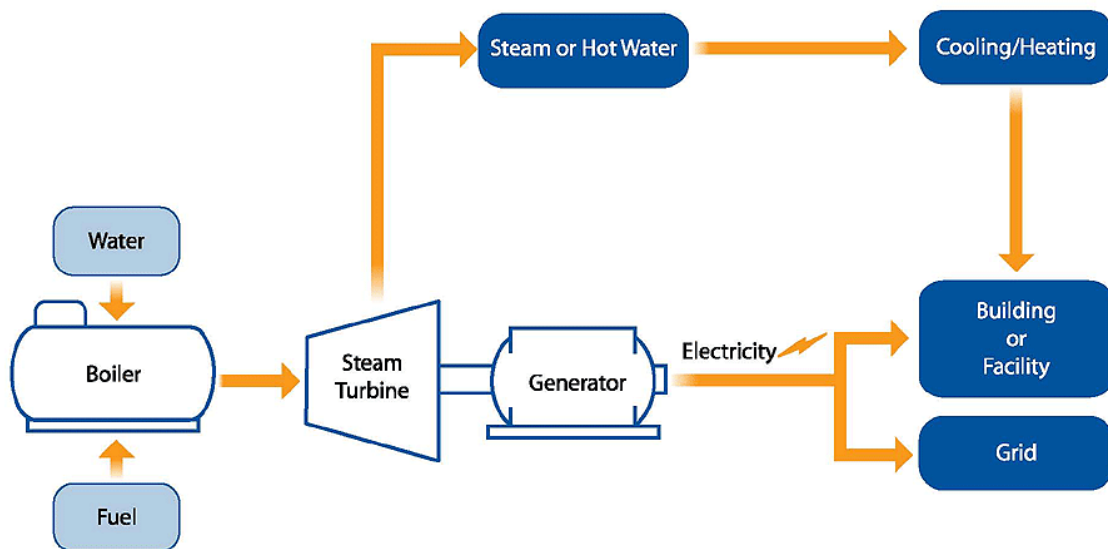 Steam or Hot Water
Cooling/Heating
Water
Boiler
Fuel
Steam
Turbine
Generator
Electricity
Building
or
Facility
Grid